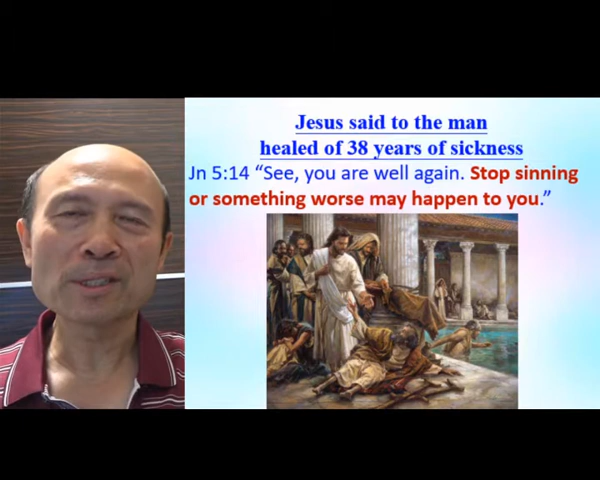 Jesus said to the man
healed of 38 years of sickness
Jn 5:14 “See, you are well again. Stop sinning
or something worse may happen to you.”